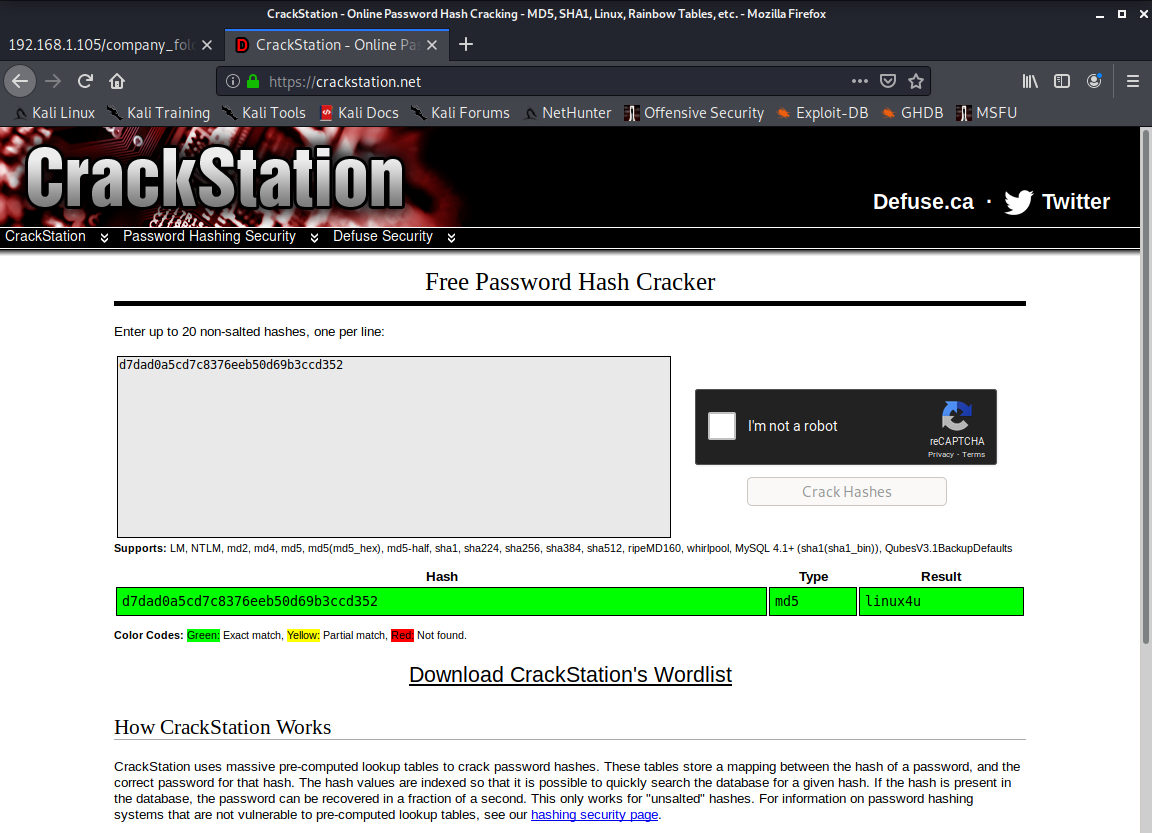 CrackStation - Online Password Hash Cracking - MD5, SHA1, Linux, Rainbow Tables, etc. - Mozilla Firefox
192.168.1.105/company_fol
CrackStation - Online Pa
https://crackstation.net
Kali Linux Kali Training Kali Tools Kali Docs Kali Forums NetHunter Offensive Security Exploit-DB GHDB MSFU
CrackStation
Defuse.ca · Twitter
CrackStation Password Hashing Security Defuse Security
Free Password Hash Cracker
Enter up to 20 non-salted hashes, one per line:
d7dad0a5cd7c8376eeb50d69b3ccd352
I'm not a robot
reCAPTCHA
Privacy - Terms
Crack Hashes
Supports: LM, NTLM, md2, md4, md5, md5(md5_hex), md5-half, sha1, sha224, sha256, sha384, sha512, ripeMD160, whirlpool, MySQL 4.1+ (sha1(sha1_bin)), QubesV3.1BackupDefaults
Hash Type Result
d7dad0a5cd7c8376eeb50d69b3ccd352 md5 linux4u
Color Codes: Green: Exact match, Yellow: Partial match, Red: Not found.
Download CrackStation's Wordlist
How CrackStation Works
CrackStation uses massive pre-computed lookup tables to crack password hashes. These tables store a mapping between the hash of a password, and the
correct password for that hash. The hash values are indexed so that it is possible to quickly search the database for a given hash. If the hash is present in
the database, the password can be recovered in a fraction of a second. This only works for "unsalted" hashes. For information on password hashing
systems that are not vulnerable to pre-computed lookup tables, see our hashing security page.